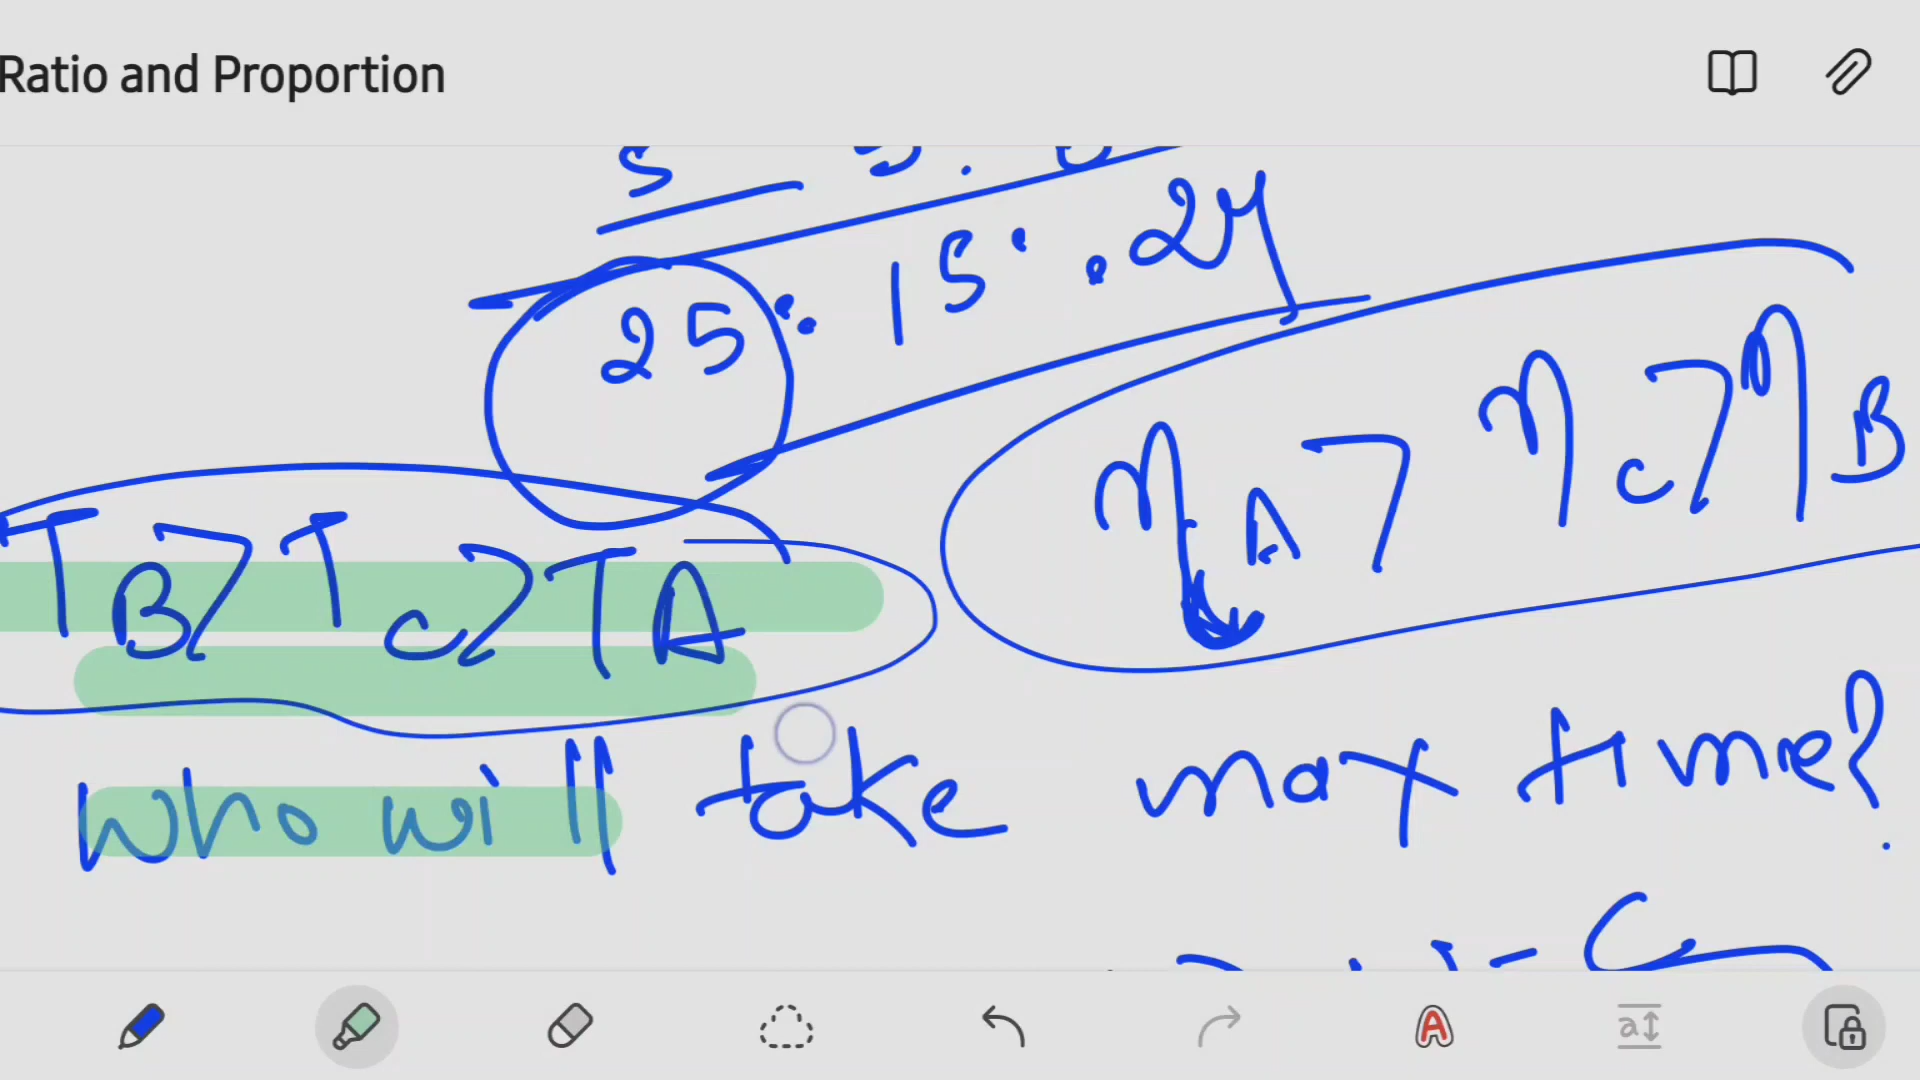 Ratio and Proportion
25 : 15 : 24
ηA > ηC > ηB
TB > TC > TA
who will take max time?